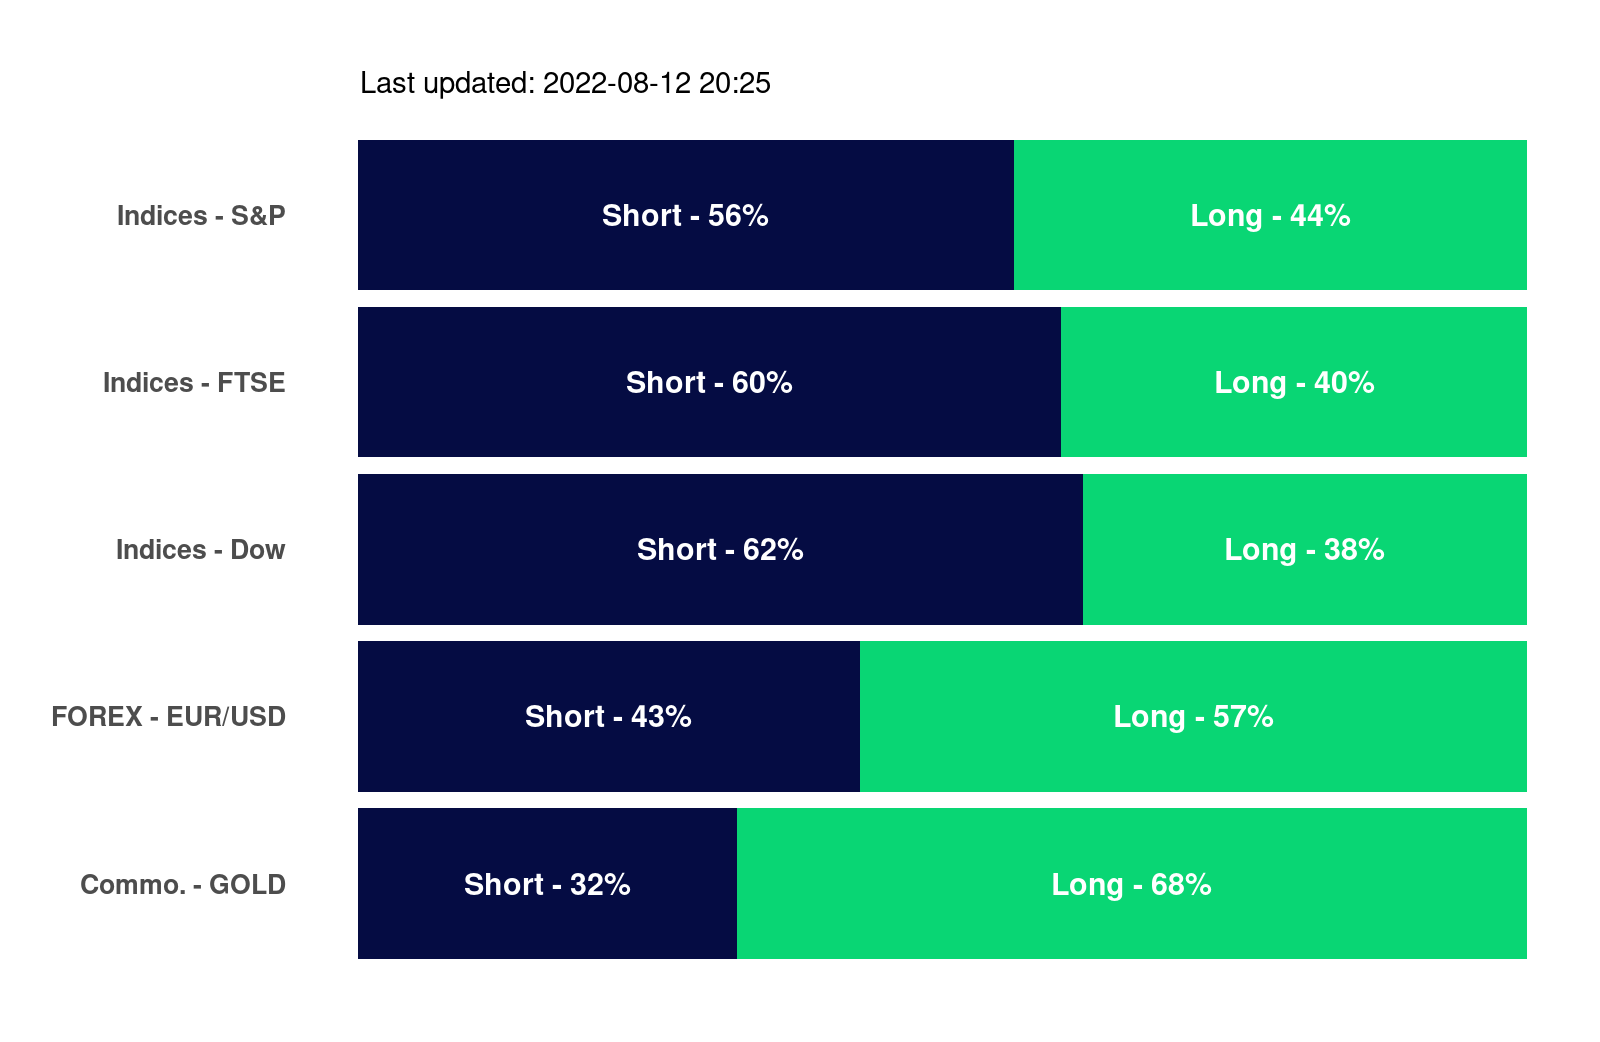 Last updated: 2022-08-12 20:25
Indices - S&P Short - 56% Long - 44%
Indices - FTSE Short - 60% Long - 40%
Indices - Dow Short - 62% Long - 38%
FOREX - EUR/USD Short - 43% Long - 57%
Commo. - GOLD Short - 32% Long - 68%